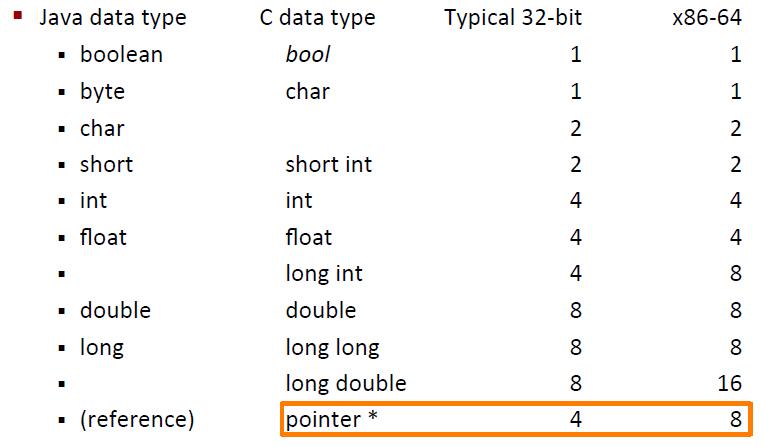 ▪ Java data type C data type Typical 32-bit x86-64
▪ boolean bool 1 1
▪ byte char 1 1
▪ char 2 2
▪ short short int 2 2
▪ int int 4 4
▪ float float 4 4
▪ long int 4 8
▪ double double 8 8
▪ long long long 8 8
▪ long double 8 16
▪ (reference) pointer * 4 8